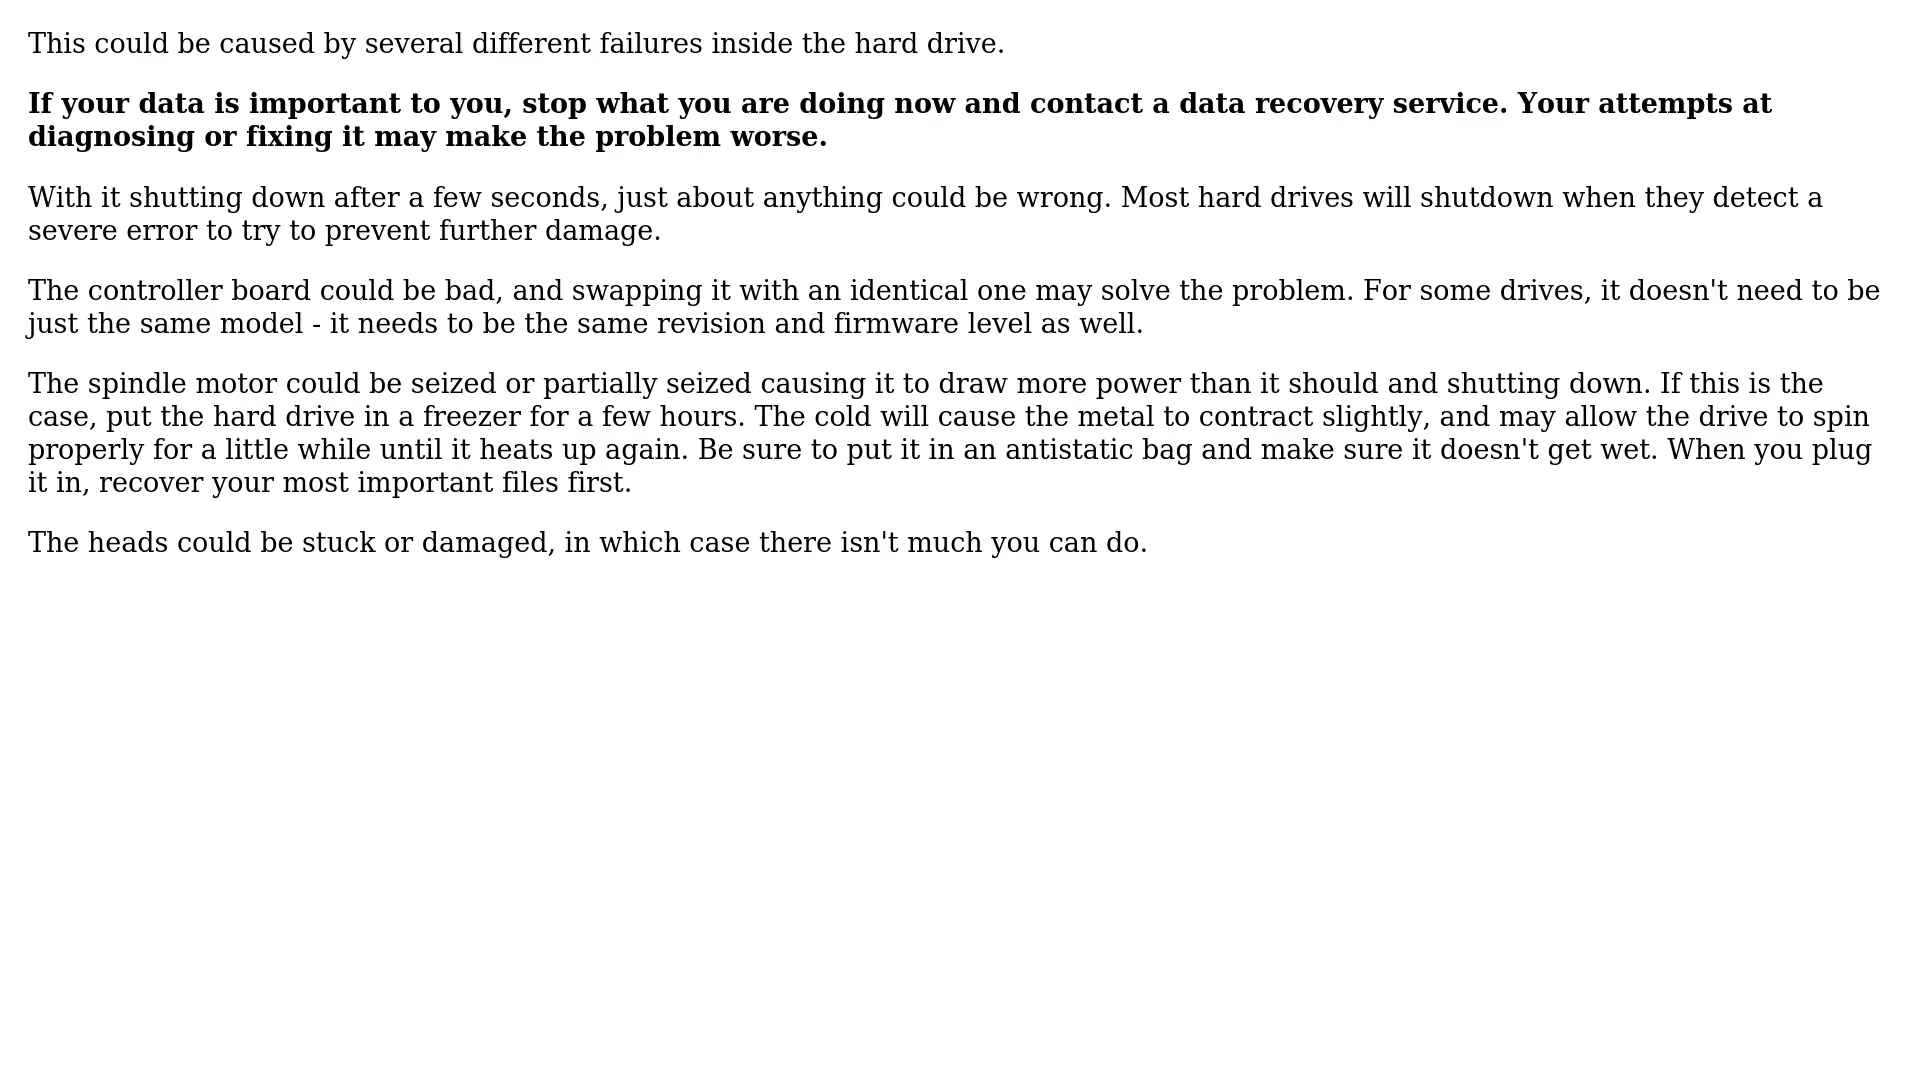 This could be caused by several different failures inside the hard drive.
If your data is important to you, stop what you are doing now and contact a data recovery service. Your attempts at
diagnosing or fixing it may make the problem worse.
With it shutting down after a few seconds, just about anything could be wrong. Most hard drives will shutdown when they detect a
severe error to try to prevent further damage.
The controller board could be bad, and swapping it with an identical one may solve the problem. For some drives, it doesn't need to be
just the same model - it needs to be the same revision and firmware level as well.
The spindle motor could be seized or partially seized causing it to draw more power than it should and shutting down. If this is the
case, put the hard drive in a freezer for a few hours. The cold will cause the metal to contract slightly, and may allow the drive to spin
properly for a little while until it heats up again. Be sure to put it in an antistatic bag and make sure it doesn't get wet. When you plug
it in, recover your most important files first.
The heads could be stuck or damaged, in which case there isn't much you can do.